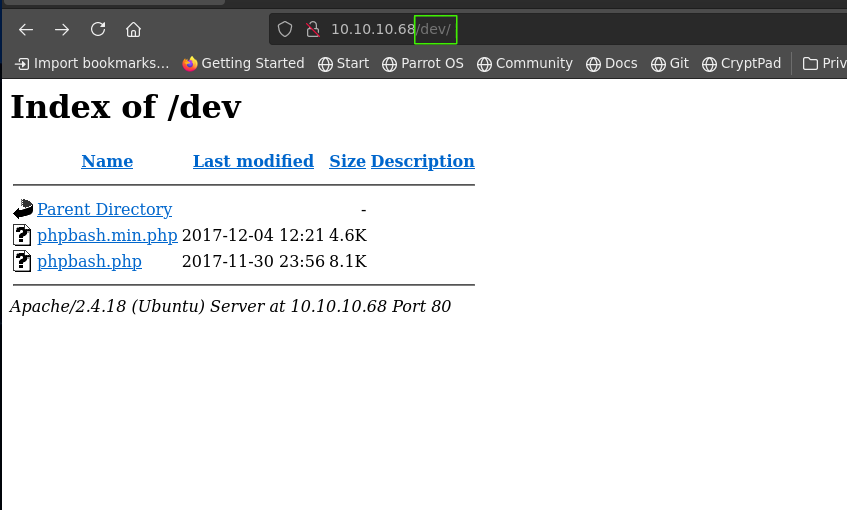 10.10.10.68/dev/
Import bookmarks... Getting Started Start Parrot OS Community Docs Git CryptPad Priv
Index of /dev
Name Last modified Size Description
Parent Directory -
phpbash.min.php 2017-12-04 12:21 4.6K
phpbash.php 2017-11-30 23:56 8.1K
Apache/2.4.18 (Ubuntu) Server at 10.10.10.68 Port 80